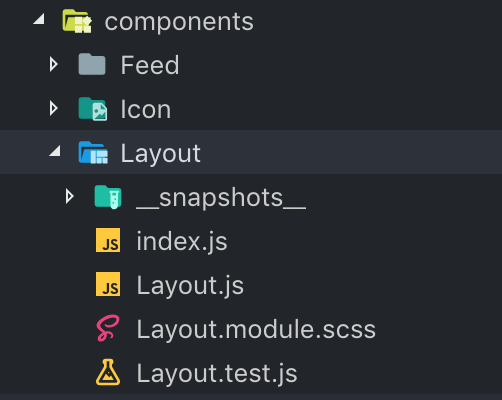 components
Feed
Icon
Layout
__snapshots__
JS index.js
JS Layout.js
Layout.module.scss
Layout.test.js